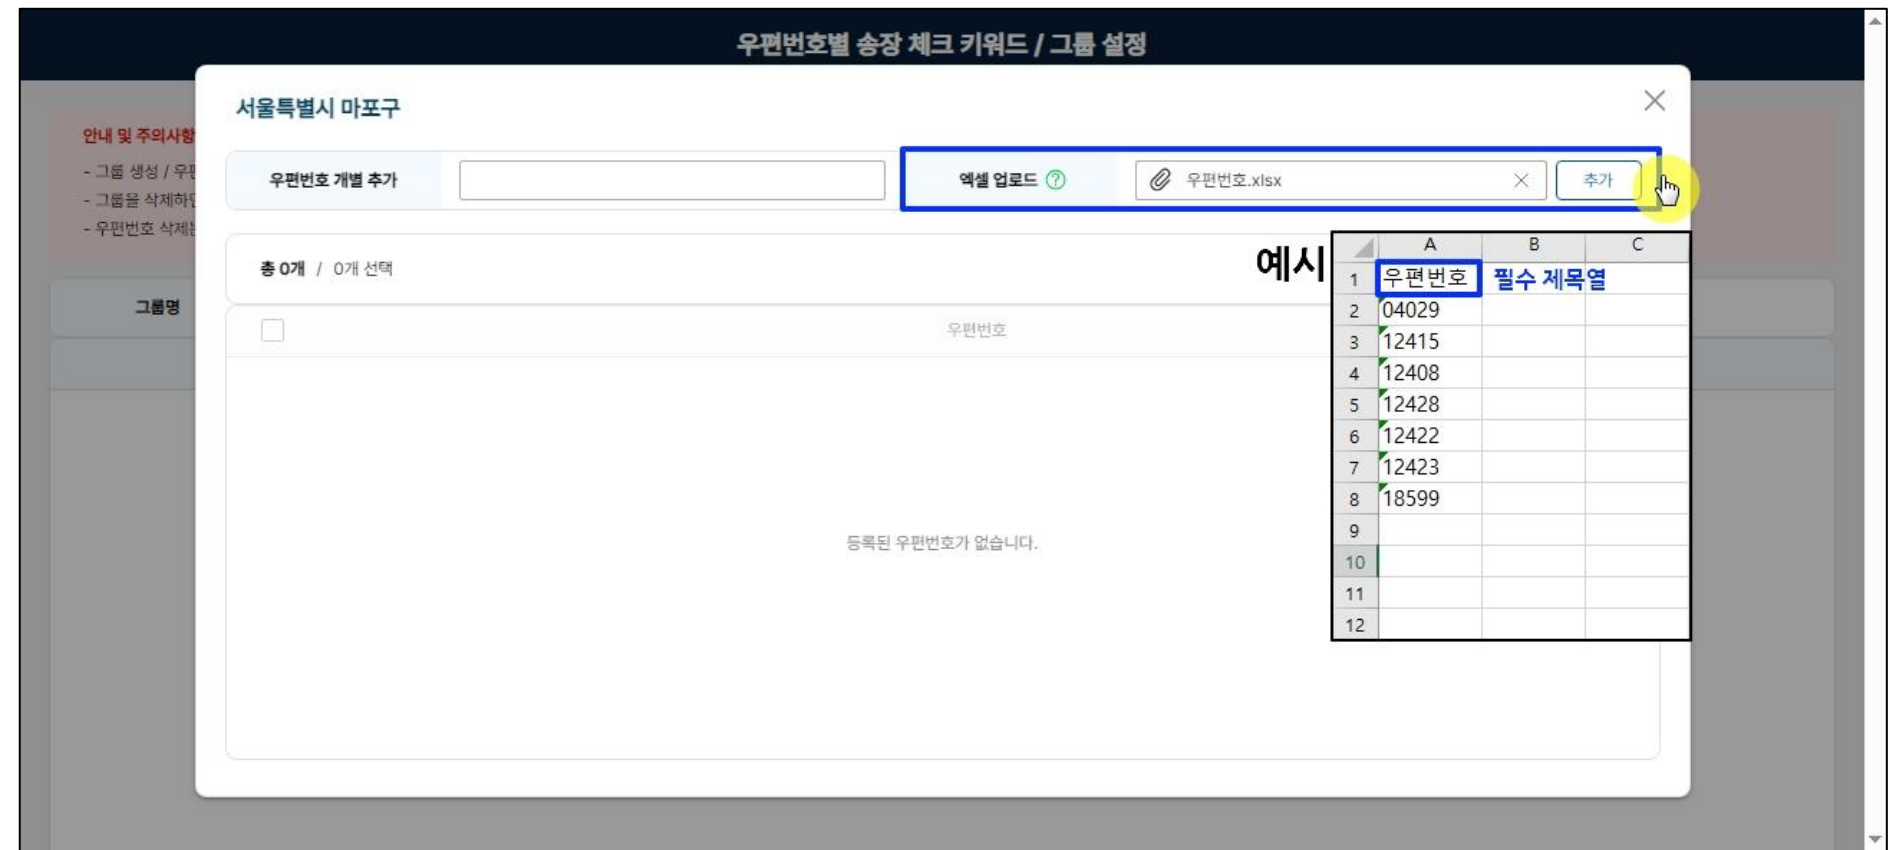 우편번호별 송장 체크 키워드 / 그룹 설정
서울특별시 마포구
안내 및 주의사항
- 그룹 생성 / 우편
- 그룹을 삭제하면
- 우편번호 삭제는
우편번호 개별 추가
엑셀 업로드 ?
우편번호.xlsx
추가
총 0개 / 0개 선택
예시
그룹명
우편번호
등록된 우편번호가 없습니다.
A B C
1 우편번호 필수 제목열
2 04029
3 12415
4 12408
5 12428
6 12422
7 12423
8 18599
9
10
11
12